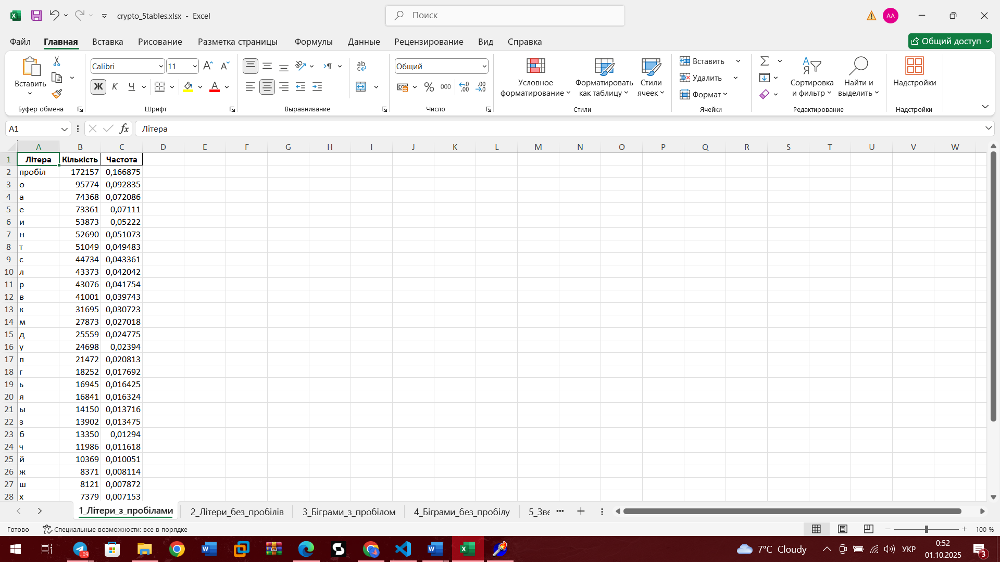 crypto_5tables.xlsx - Excel
Поиск
АА
Файл Главная Вставка Рисование Разметка страницы Формулы Данные Рецензирование Вид Справка Общий доступ
Вставить
Буфер обмена
Calibri 11
Ж К Ч
Шрифт
Выравнивание
Общий
% 000
Число
Условное форматирование
Форматировать как таблицу
Стили ячеек
Стили
Вставить
Удалить
Формат
Ячейки
Сортировка и фильтр
Найти и выделить
Редактирование
Надстройки
Надстройки
A1 fx Літера
A B C D E F G H I J K L M N O P Q R S T U V W
1 Літера Кількість Частота
2 пробіл 172157 0,166875
3 о 95774 0,092835
4 а 74368 0,072086
5 е 73361 0,07111
6 и 53873 0,05222
7 н 52690 0,051073
8 т 51049 0,049483
9 с 44734 0,043361
10 л 43373 0,042042
11 р 43076 0,041754
12 в 41001 0,039743
13 к 31695 0,030723
14 м 27873 0,027018
15 д 25559 0,024775
16 у 24698 0,02394
17 п 21472 0,020813
18 г 18252 0,017692
19 ь 16945 0,016425
20 я 16841 0,016324
21 ы 14150 0,013716
22 з 13902 0,013475
23 б 13350 0,01294
24 ч 11986 0,011618
25 й 10369 0,010051
26 ж 8371 0,008114
27 ш 8121 0,007872
28 х 7379 0,007153
1_Літери_з_пробілами 2_Літери_без_пробілів 3_Біграми_з_пробілом 4_Біграми_без_пробілу 5_Зве
Готово Специальные возможности: все в порядке 100 %
7°C Cloudy УКР 0:52
01.10.2025 3